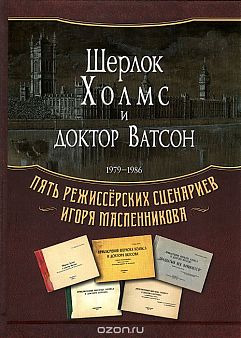 Шерлок
Холмс
и
доктор Ватсон
1979–1986
ПЯТЬ РЕЖИССЁРСКИХ СЦЕНАРИЕВ
ИГОРЯ МАСЛЕННИКОВА
ozon.ru